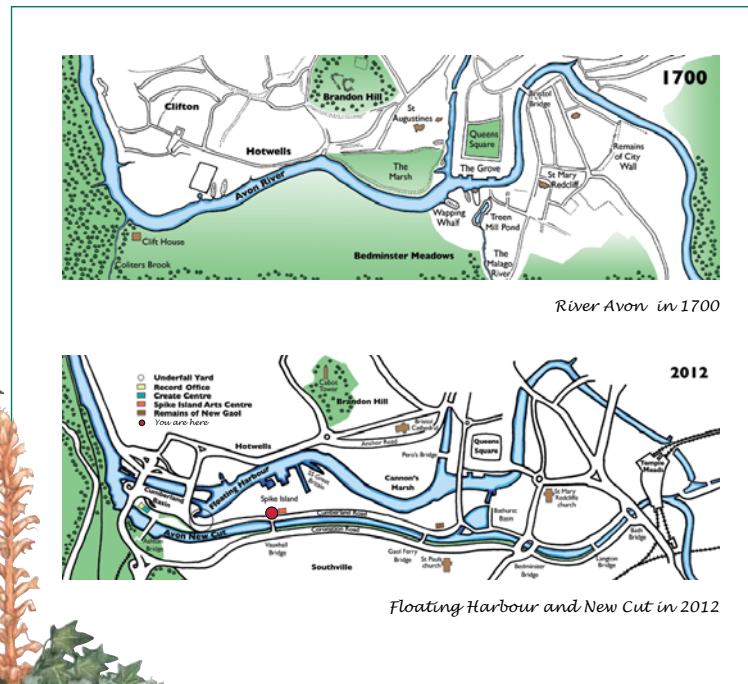 1700
Clifton
Brandon Hill
St
Augustines
Queens
Square
Bristol
Bridge
Hotwells
The
Marsh
The Grove
Remains
of City
Wall
St Mary
Redcliff
Avon River
Wapping
Whalf
Treen
Mill Pond
Clift House
Bedminster Meadows
The
Malago
River
Coliters Brook
River Avon in 1700
2012
Underfall Yard
Record Office
Create Centre
Spike Island Arts Centre
Remains of New Gaol
You are here
Cabot
Tower
Brandon Hill
Hotwells
Bristol
Cathedral
Anchor Road
Pero's Bridge
Queens
Square
Temple
Meads
Cumberland
Basin
Floating Harbour
SS Great
Britain
Cannon's
Marsh
Spike Island
St Mary
Redcliffe
church
Bathurst
Basin
Cumberland Road
Coronation Road
Avon New Cut
Ashton
Bridge
Vauxhall
Bridge
Southville
Gaol Ferry
Bridge
St Pauls
church
Bedminster
Bridge
Langton
Bridge
Bath
Bridge
Floating Harbour and New Cut in 2012